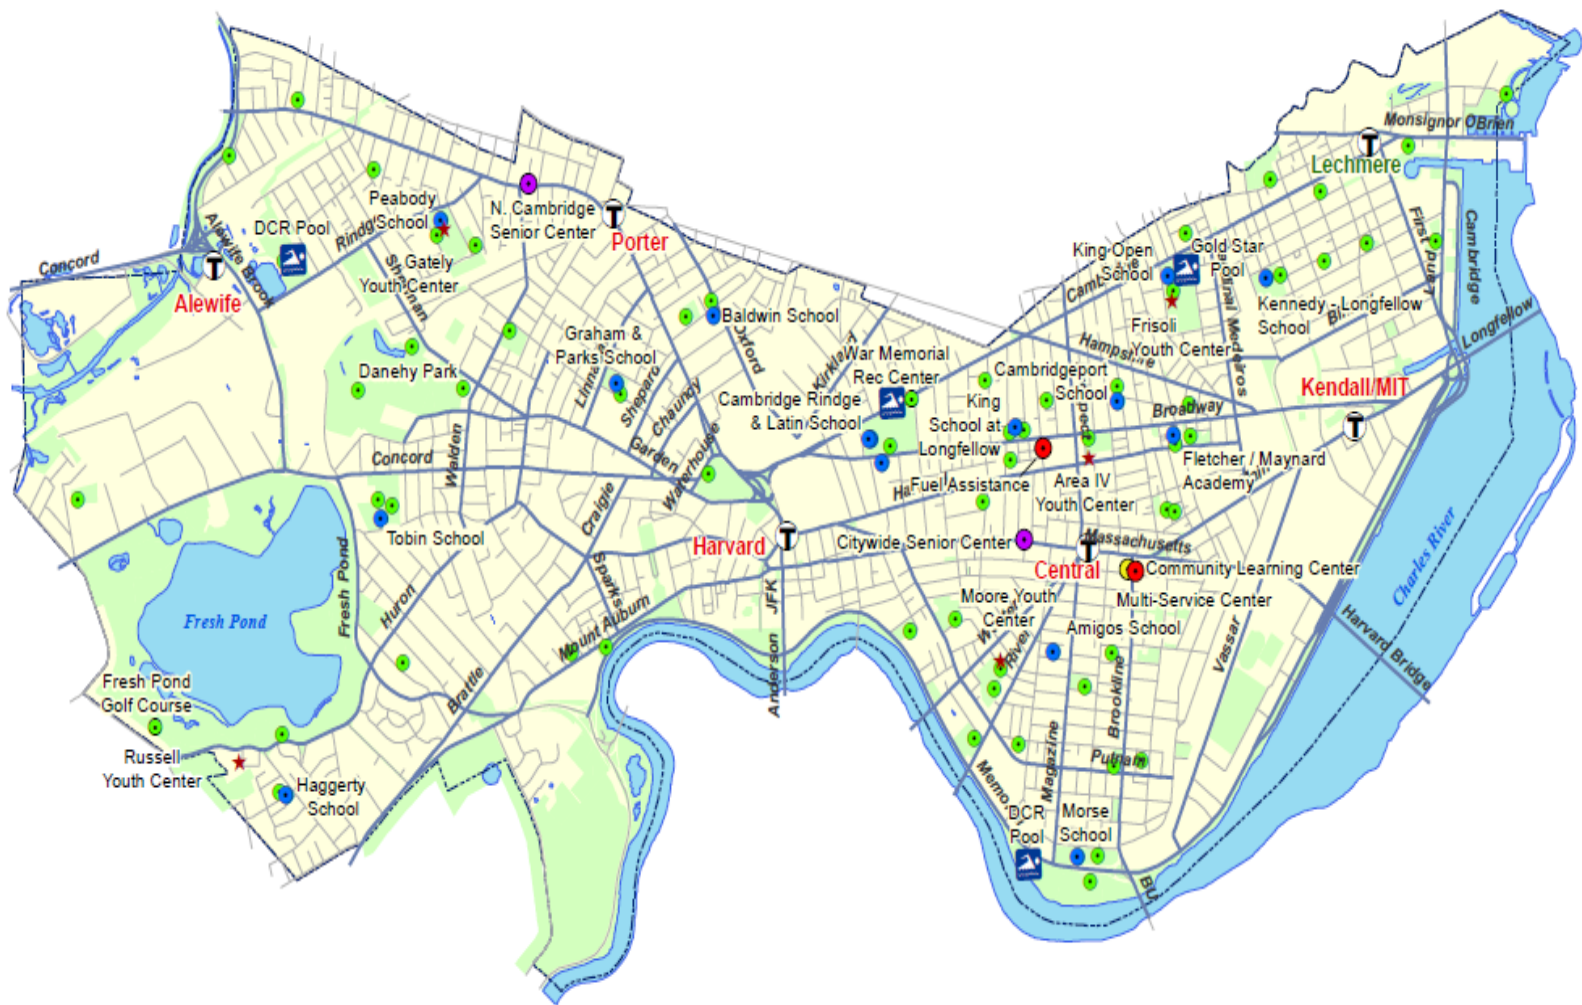 Monsignor OBrien
T
Lechmere
Peabody
School
N. Cambridge
Senior Center
T
Porter
DCR Pool
Alewife Brook
Concord
T
Alewife
Gately
Youth Center
Sherman
First
Land
Cambridge
Longfellow
King Open
School
Gold Star
Pool
Kennedy - Longfellow
School
Frisoli
Youth Center
Hampshire
Baldwin School
Oxford
Kirkland
Graham &
Parks School
Chauncy
Danehy Park
War Memorial
Rec Center
Cambridgeport
School
Kendall/MIT
T
Cambridge Rindge
& Latin School
King
School at
Longfellow
Broadway
Fletcher / Maynard
Academy
Fuel Assistance
Area IV
Youth Center
Garden
Waterhouse
Concord
Walden
Craigie
Tobin School
Harvard
T
Citywide Senior Center
Massachusetts
T
Central
Community Learning Center
Multi-Service Center
Moore Youth
Center
Amigos School
River
Charles River
Harvard Bridge
Vassar
Brookline
Magazine
Putnam
JFK
Anderson
Sparks
Mount Auburn
Brattle
Huron
Fresh Pond
Fresh Pond
Fresh Pond
Golf Course
Russell
Youth Center
Haggerty
School
DCR
Pool
Morse
School
BU